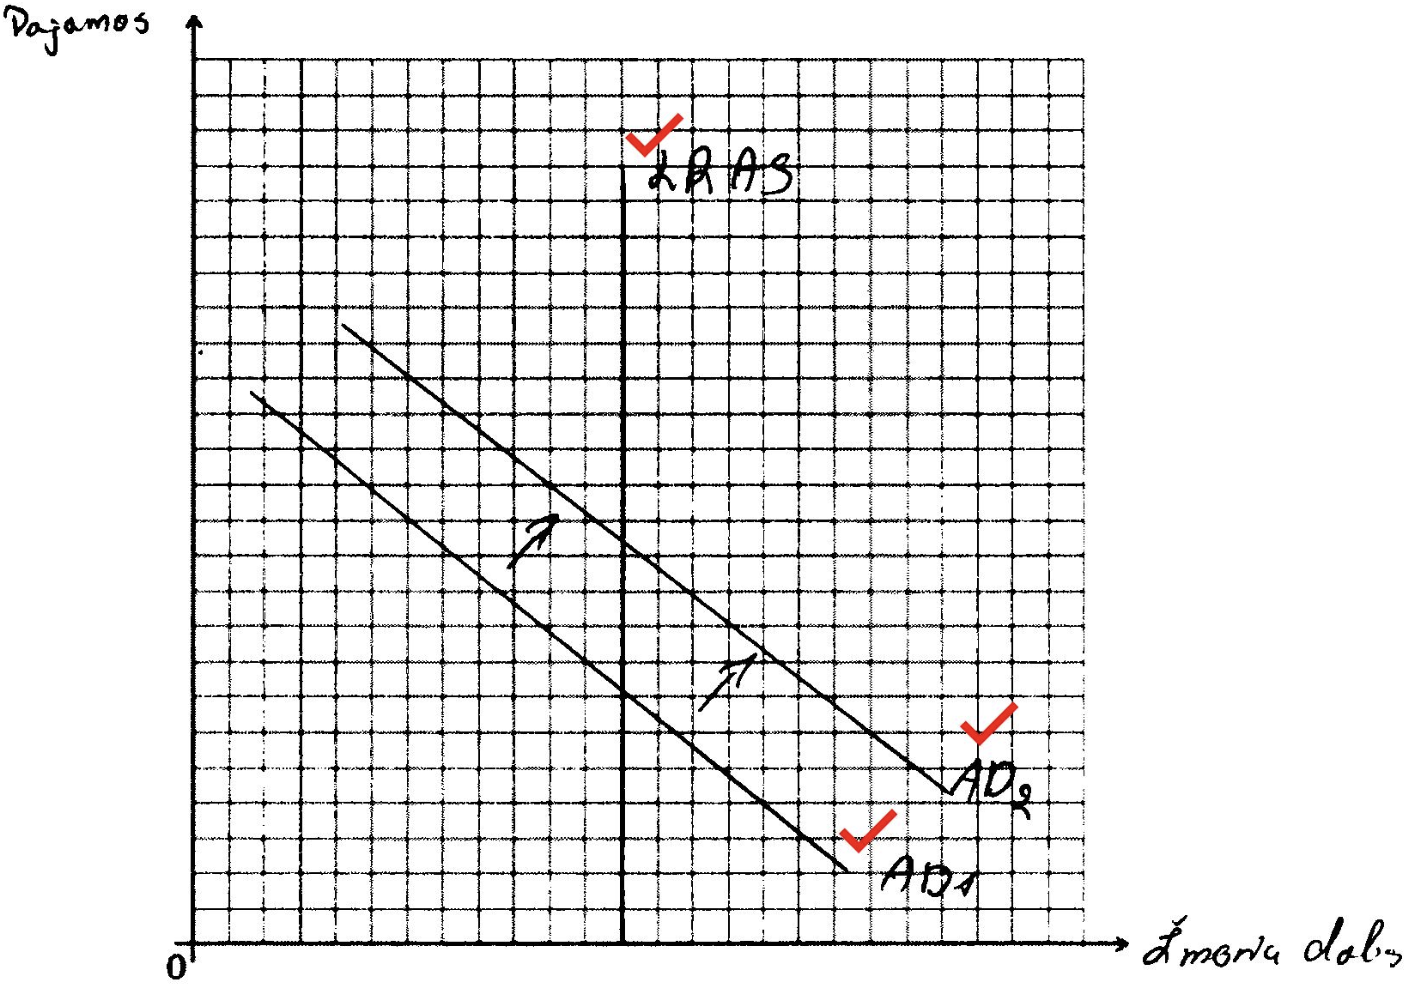 Pajamos
LRAS
AD2
AD1
0
Žmonių dalis